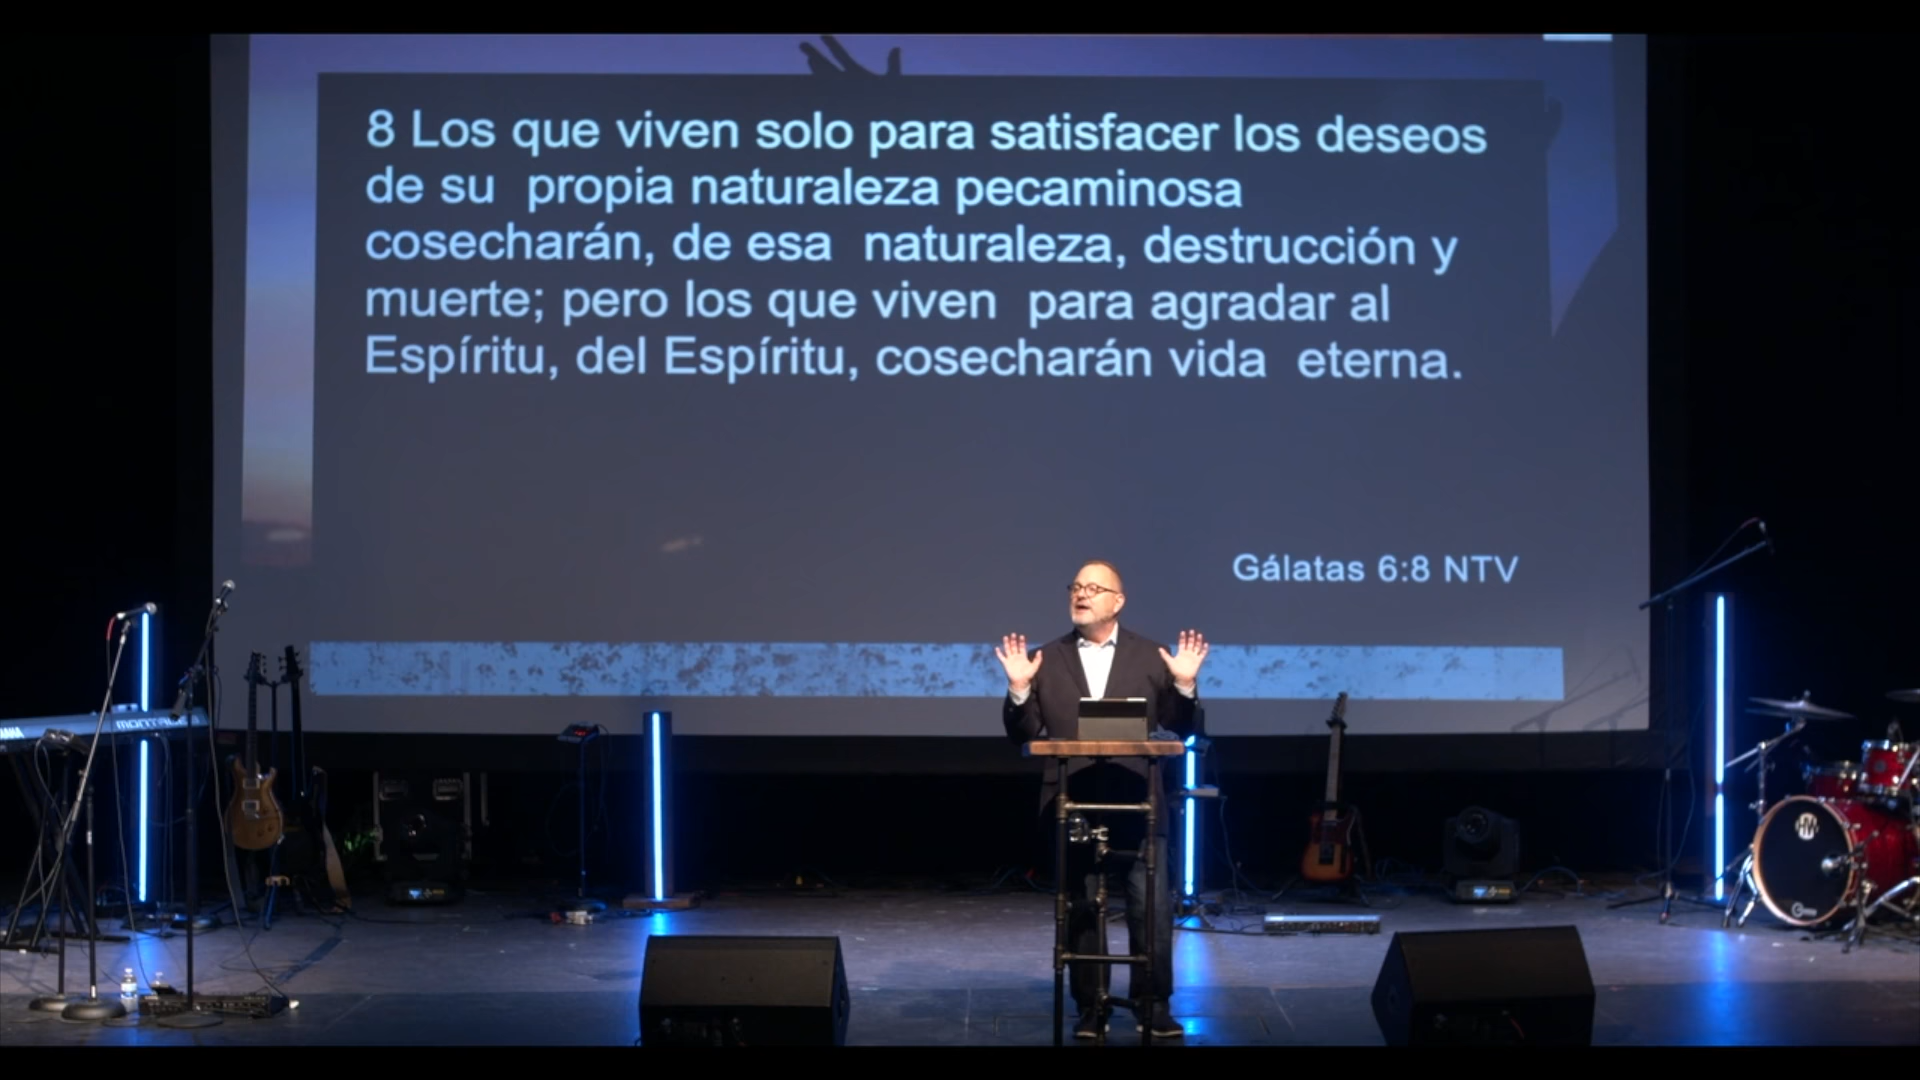 8 Los que viven solo para satisfacer los deseos
de su propia naturaleza pecaminosa
cosecharán, de esa naturaleza, destrucción y
muerte; pero los que viven para agradar al
Espíritu, del Espíritu, cosecharán vida eterna.
Gálatas 6:8 NTV